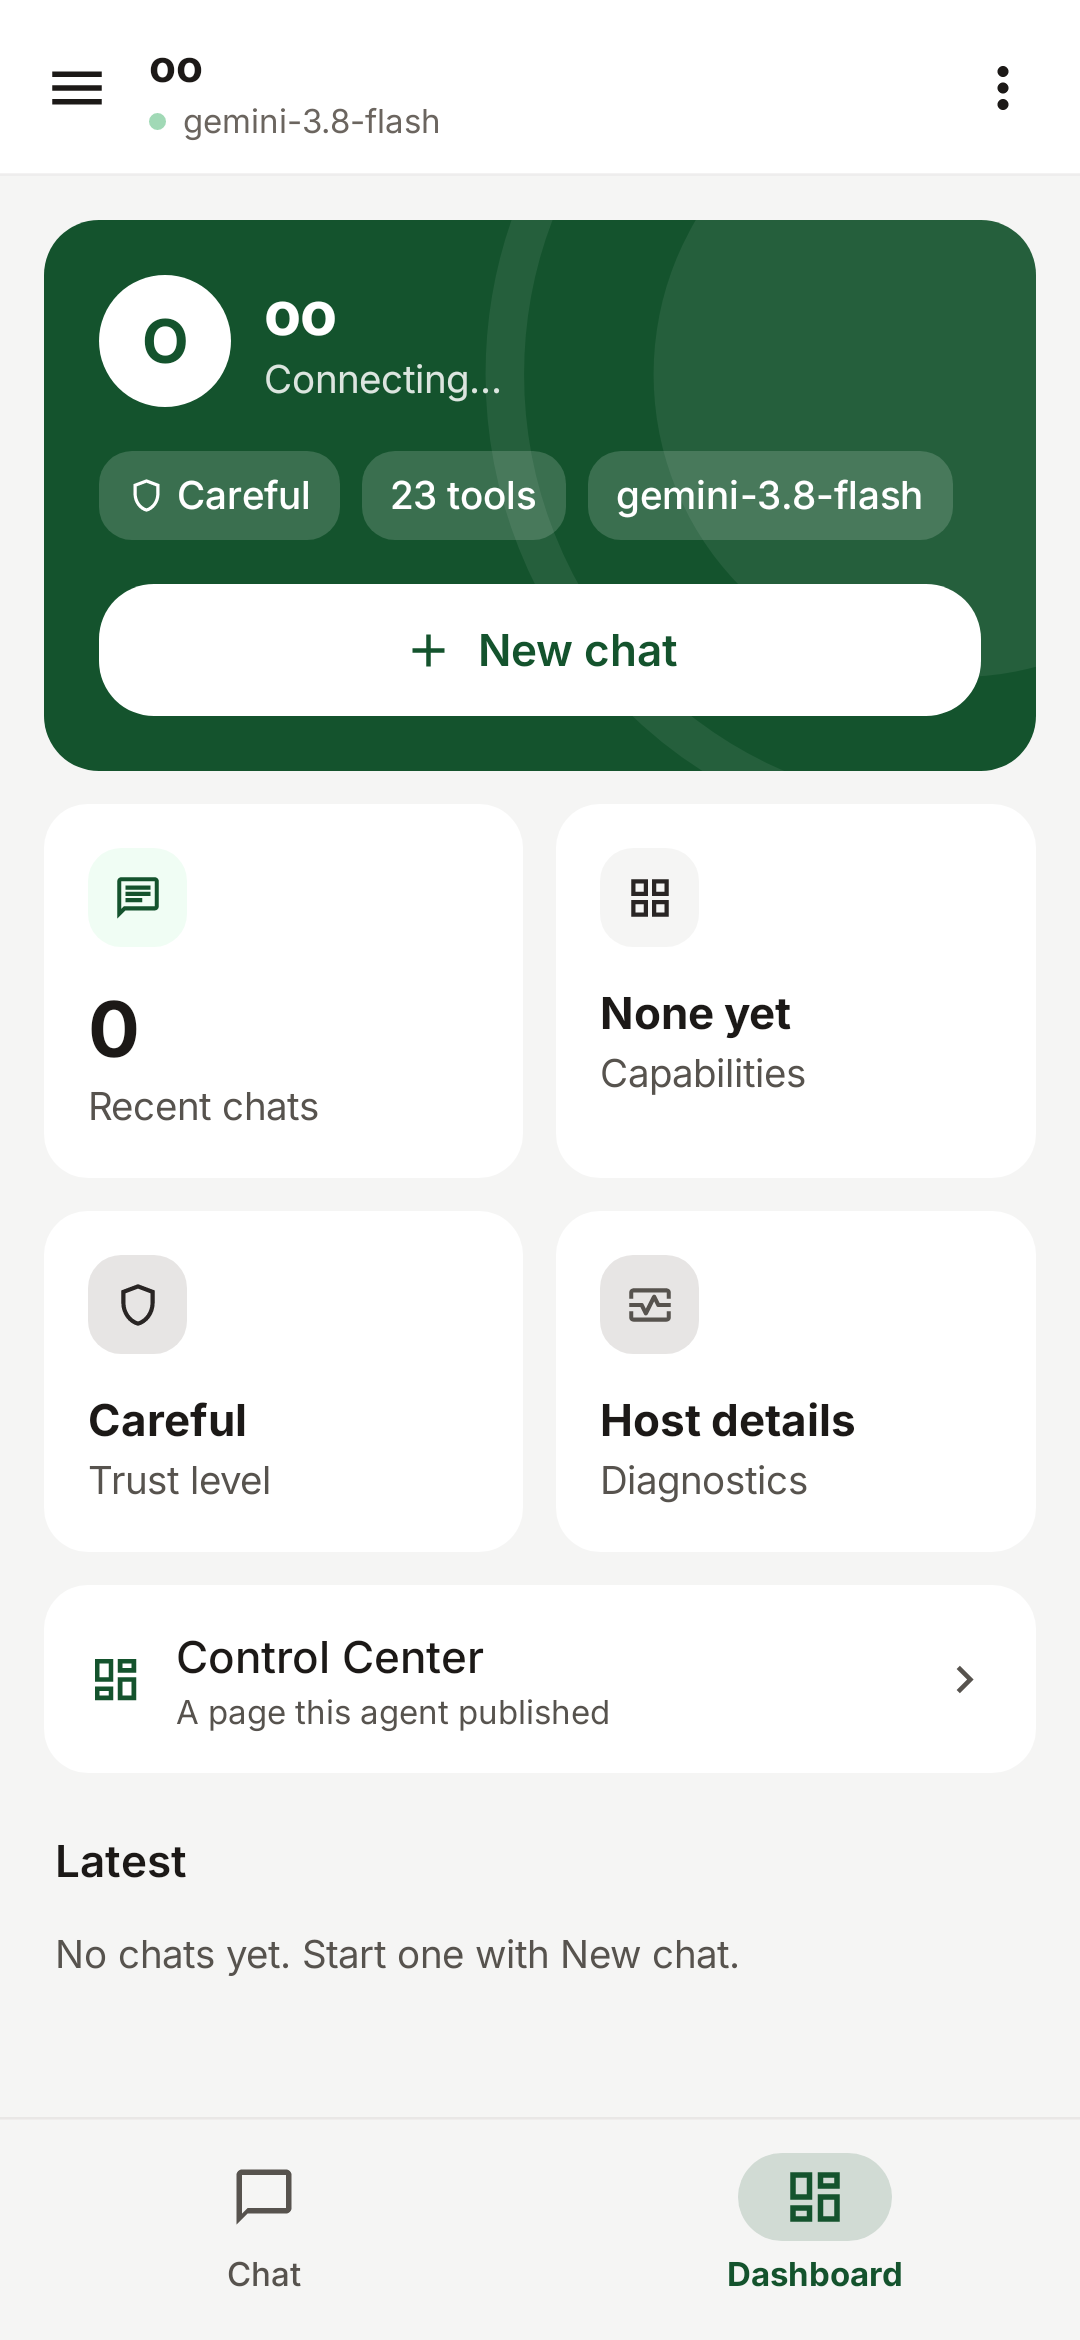 oo
gemini-3.8-flash
O
oo
Connecting...
Careful
23 tools
gemini-3.8-flash
New chat
0
Recent chats
None yet
Capabilities
Careful
Trust level
Host details
Diagnostics
Control Center
A page this agent published
Latest
No chats yet. Start one with New chat.
Chat
Dashboard